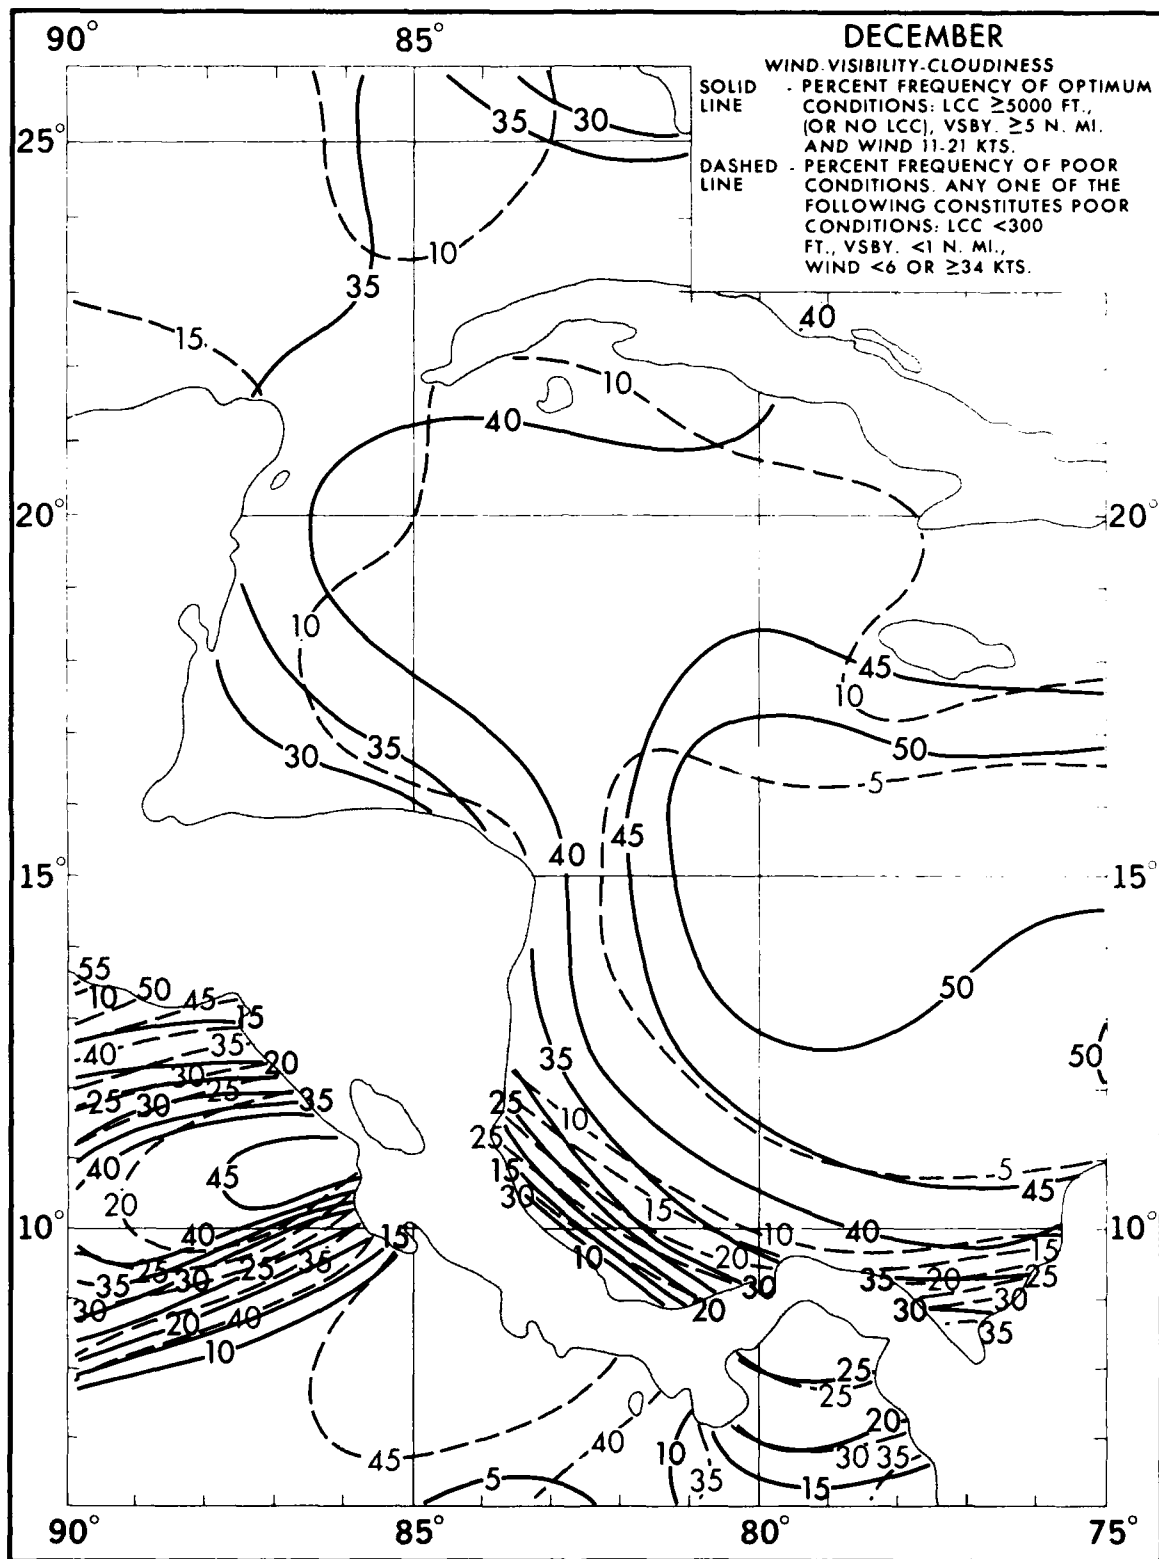 90° 85° DECEMBER
WIND-VISIBILITY-CLOUDINESS
SOLID LINE - PERCENT FREQUENCY OF OPTIMUM
CONDITIONS: LCC ≥5000 FT.,
(OR NO LCC), VSBY. ≥5 N. MI.
AND WIND 11-21 KTS.
DASHED LINE - PERCENT FREQUENCY OF POOR
CONDITIONS. ANY ONE OF THE
FOLLOWING CONSTITUTES POOR
CONDITIONS: LCC <300
FT., VSBY. <1 N. MI.,
WIND <6 OR ≥34 KTS.
35 30
25°
10
35
40
15
10
40
20° 20°
10
45
10
35
30 50
5
45
40
15° 15°
55
10 50 45
15
50
35
40 20
30
25 30 25 35
35
50
25 10
25
40
45
15
30
5
45
20
15
10° 10°
40 15 10 40
35 25 30 25 35
10
20 30
35 20 15 25
30
20 40
20
30 30
35
10
25
25
20
40 10 35 30 35
45
5 15
90° 85° 80° 75°